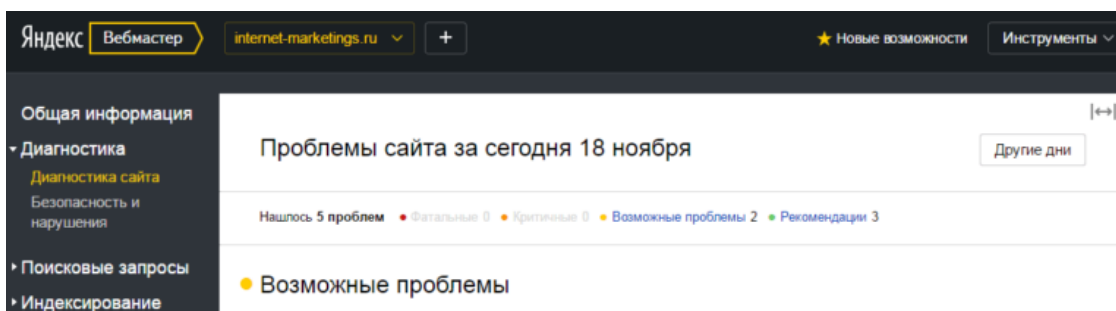 Яндекс Вебмастер internet-marketings.ru + Новые возможности Инструменты
Общая информация
Диагностика
Диагностика сайта
Безопасность и
нарушения
Поисковые запросы
Индексирование
Проблемы сайта за сегодня 18 ноября Другие дни
Нашлось 5 проблем Фатальные 0 Критичные 0 Возможные проблемы 2 Рекомендации 3
Возможные проблемы